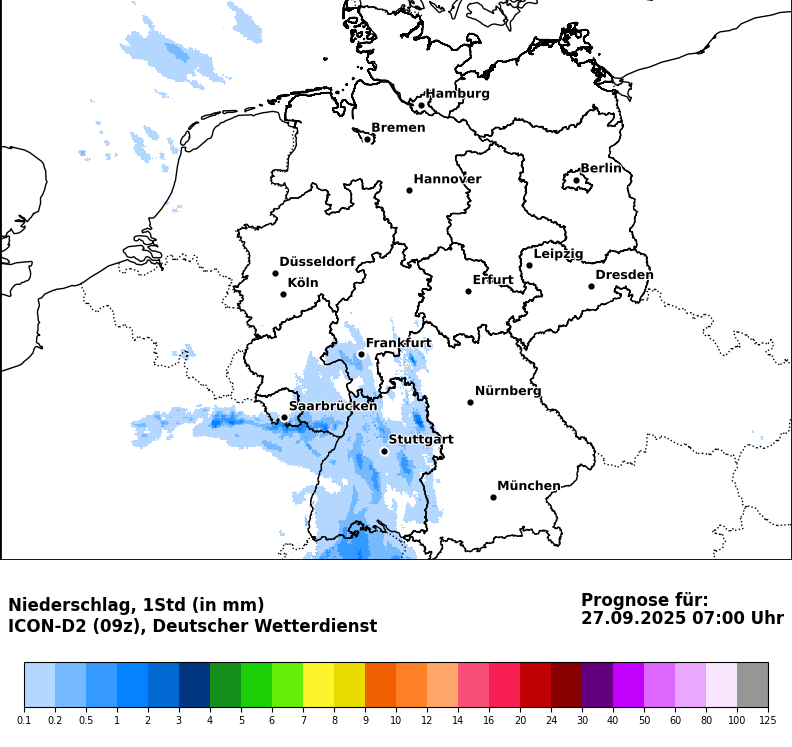 Hamburg
Bremen
Berlin
Hannover
Leipzig
Düsseldorf
Dresden
Köln
Erfurt
Frankfurt
Nürnberg
Saarbrücken
Stuttgart
München
Niederschlag, 1Std (in mm)
ICON-D2 (09z), Deutscher Wetterdienst
Prognose für:
27.09.2025 07:00 Uhr
0.1 0.2 0.5 1 2 3 4 5 6 7 8 9 10 12 14 16 20 24 30 40 50 60 80 100 125